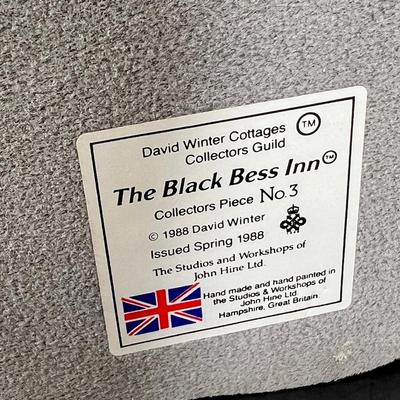 David Winter Cottages TM
Collectors Guild
The Black Bess Inn TM
Collectors Piece No.3
© 1988 David Winter
Issued Spring 1988
The Studios and Workshops of
John Hine Ltd.
Hand made and hand painted in
the Studios & Workshops of
John Hine Ltd.
Hampshire, Great Britain.